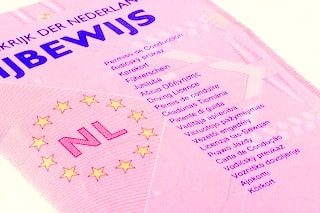 KRIJK DER NEDERLAN
IJBEWIJS
Permiso de Conducción
Řidičský průkaz
Kørekort
Führerschein
Juhiluba
Άδεια Οδήγησης
Driving Licence
Permis de conduire
Ceadúnas Tiomána
Patente di guida
Vadītāja apliecība
Vairuotojo pažymėjimas
Vezetői engedély
Liċenzja tas-Sewqan
Prawo Jazdy
Carta de Condução
Vodičský preukaz
Vozniško dovoljenje
Ajokortti
Körkort
NL